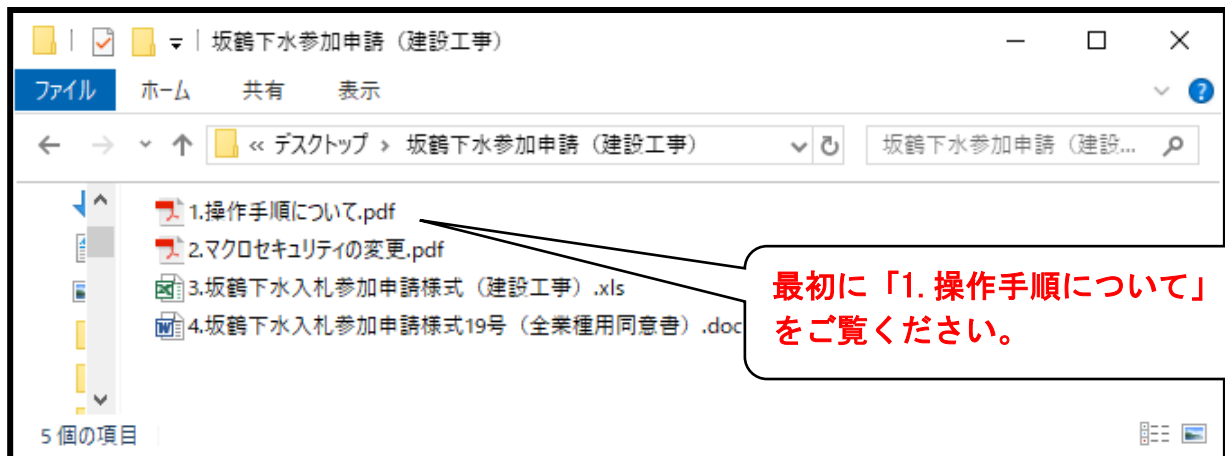 坂鶴下水参加申請（建設工事）
ファイル ホーム 共有 表示
« デスクトップ › 坂鶴下水参加申請（建設工事） 坂鶴下水参加申請（建設...
1.操作手順について.pdf
2.マクロセキュリティの変更.pdf
3.坂鶴下水入札参加申請様式（建設工事）.xls
4.坂鶴下水入札参加申請様式19号（全業種用同意書）.doc
最初に「1.操作手順について」
をご覧ください。
5 個の項目